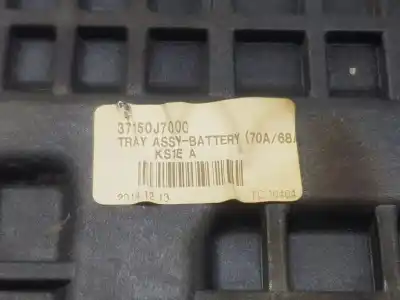 37150J7000
TRAY ASSY-BATTERY (70A/68A
KS1E A
2018.12.13